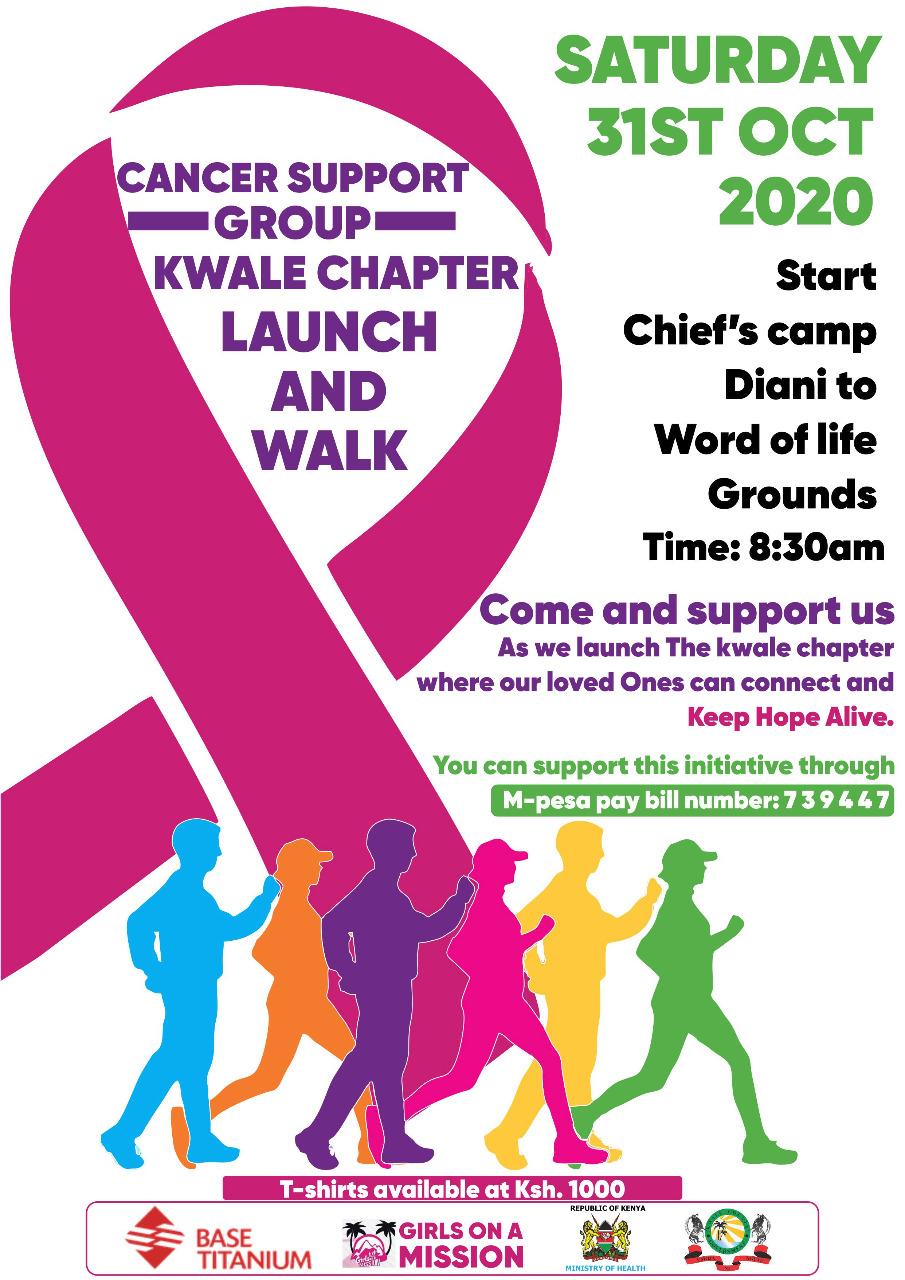 SATURDAY
31ST OCT
2020
CANCER SUPPORT
GROUP
KWALE CHAPTER
LAUNCH
AND
WALK
Start
Chief's camp
Diani to
Word of life
Grounds
Time: 8:30am
Come and support us
As we launch The kwale chapter
where our loved Ones can connect and
Keep Hope Alive.
You can support this initiative through
M-pesa pay bill number: 7 3 9 4 4 7
T-shirts available at Ksh. 1000
BASE
TITANIUM
GIRLS ON A
MISSION
REPUBLIC OF KENYA
MINISTRY OF HEALTH